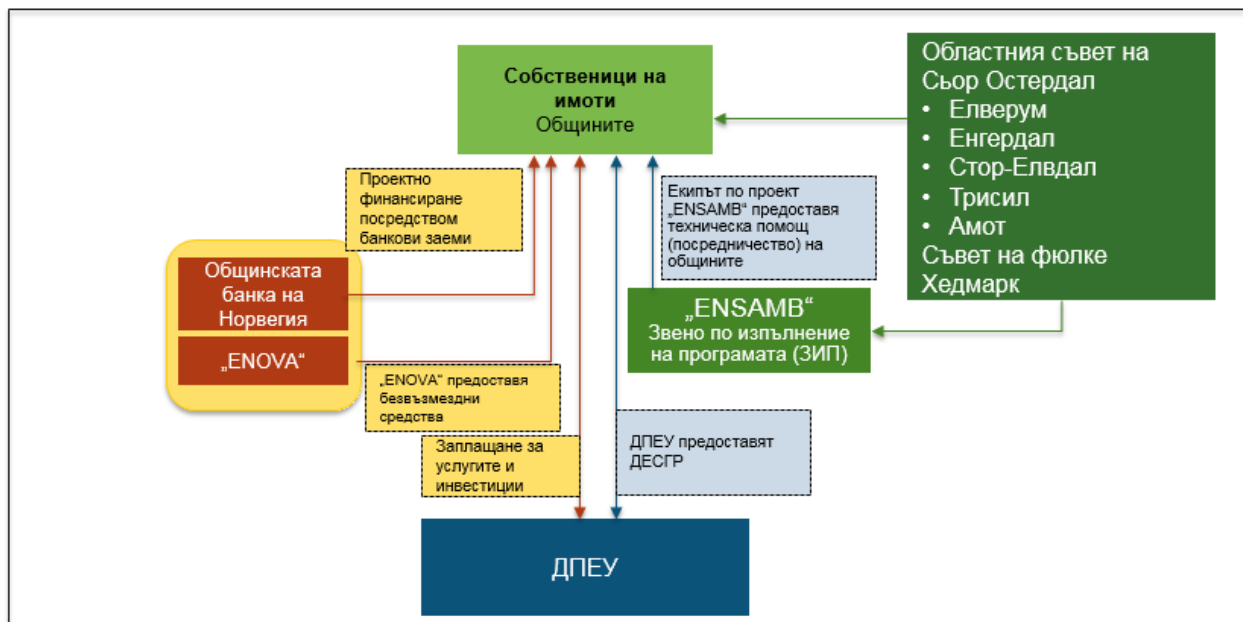 Собственици на
имоти
Общините
Областния съвет на
Сьор Остердал
• Елверум
• Енгердал
• Стор-Елвдал
• Трисил
• Амот
Съвет на фюлке
Хедмарк
Проектно
финансиране
посредством
банкови заеми
Екипът по проект
„ENSAMB“ предоставя
техническа помощ
(посредничество) на
общините
Общинската
банка на
Норвегия
„ENOVA“
„ENSAMB“
Звено по изпълнение
на програмата (ЗИП)
„ENOVA“ предоставя
безвъзмездни
средства
Заплащане за
услугите и
инвестиции
ДПЕУ предоставят
ДЕСГР
ДПЕУ